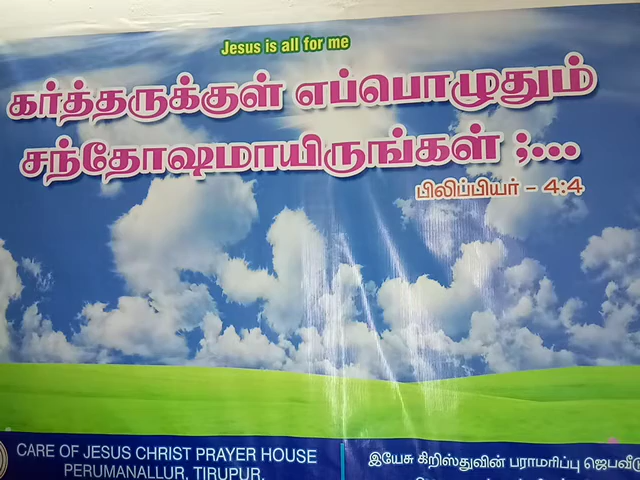 Jesus is all for me
கர்த்தருக்குள் எப்பொழுதும்
சந்தோஷமாயிருங்கள் ;...
பிலிப்பியர் - 4:4
CARE OF JESUS CHRIST PRAYER HOUSE
PERUMANALLUR, TIRUPUR.
இயேசு கிறிஸ்துவின் பராமரிப்பு